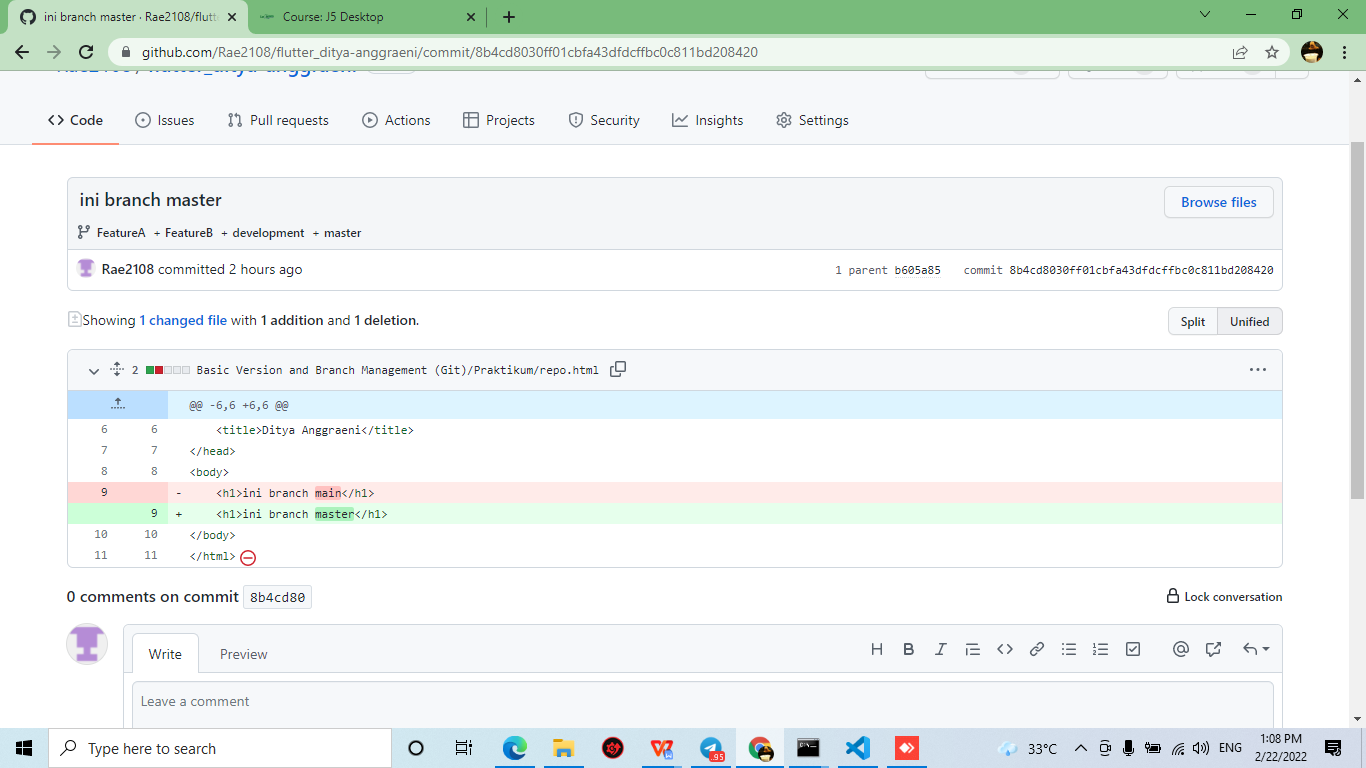 ini branch master · Rae2108/flutt
Course: J5 Desktop
github.com/Rae2108/flutter_ditya-anggraeni/commit/8b4cd8030ff01cbfa43dfdcffbc0c811bd208420
Code Issues Pull requests Actions Projects Security Insights Settings
ini branch master
Browse files
FeatureA + FeatureB + development + master
Rae2108 committed 2 hours ago
1 parent b605a85 commit 8b4cd8030ff01cbfa43dfdcffbc0c811bd208420
Showing 1 changed file with 1 addition and 1 deletion.
Split Unified
2 Basic Version and Branch Management (Git)/Praktikum/repo.html
@@ -6,6 +6,6 @@
6 6 <title>Ditya Anggraeni</title>
7 7 </head>
8 8 <body>
9 - <h1>ini branch main</h1>
9 + <h1>ini branch master</h1>
10 10 </body>
11 11 </html>
0 comments on commit 8b4cd80
Lock conversation
Write Preview
Leave a comment
Type here to search
95
33°C
ENG
1:08 PM
2/22/2022